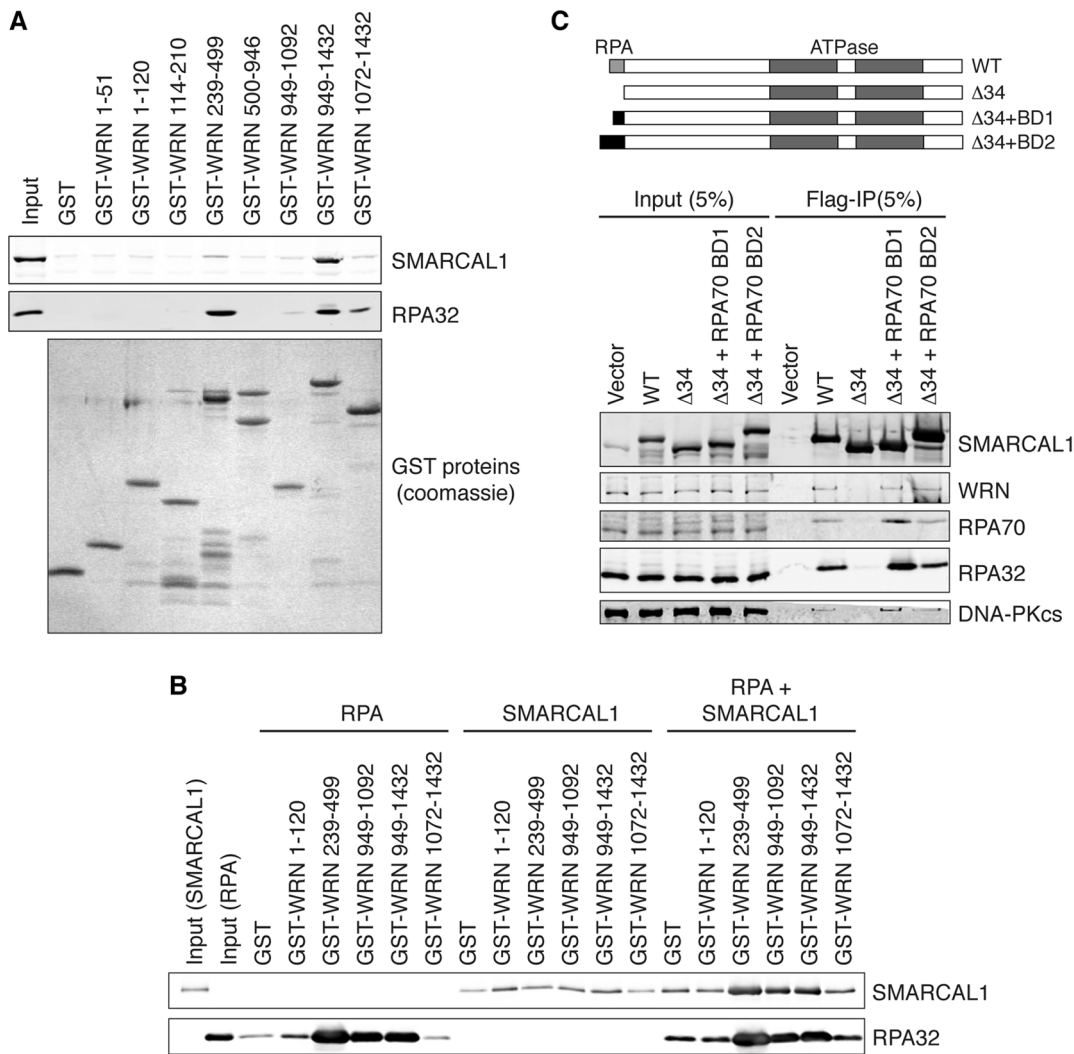 A
Input
GST
GST-WRN 1-51
GST-WRN 1-120
GST-WRN 114-210
GST-WRN 239-499
GST-WRN 500-946
GST-WRN 949-1092
GST-WRN 949-1432
GST-WRN 1072-1432
SMARCAL1
RPA32
GST proteins
(coomassie)
C
RPA
ATPase
WT
Δ34
Δ34+BD1
Δ34+BD2
Input (5%)
Flag-IP(5%)
Vector
WT
Δ34
Δ34 + RPA70 BD1
Δ34 + RPA70 BD2
Vector
WT
Δ34
Δ34 + RPA70 BD1
Δ34 + RPA70 BD2
SMARCAL1
WRN
RPA70
RPA32
DNA-PKcs
B
RPA
SMARCAL1
RPA +
SMARCAL1
Input (SMARCAL1)
Input (RPA)
GST
GST-WRN 1-120
GST-WRN 239-499
GST-WRN 949-1092
GST-WRN 949-1432
GST-WRN 1072-1432
GST
GST-WRN 1-120
GST-WRN 239-499
GST-WRN 949-1092
GST-WRN 949-1432
GST-WRN 1072-1432
GST
GST-WRN 1-120
GST-WRN 239-499
GST-WRN 949-1092
GST-WRN 949-1432
GST-WRN 1072-1432
SMARCAL1
RPA32